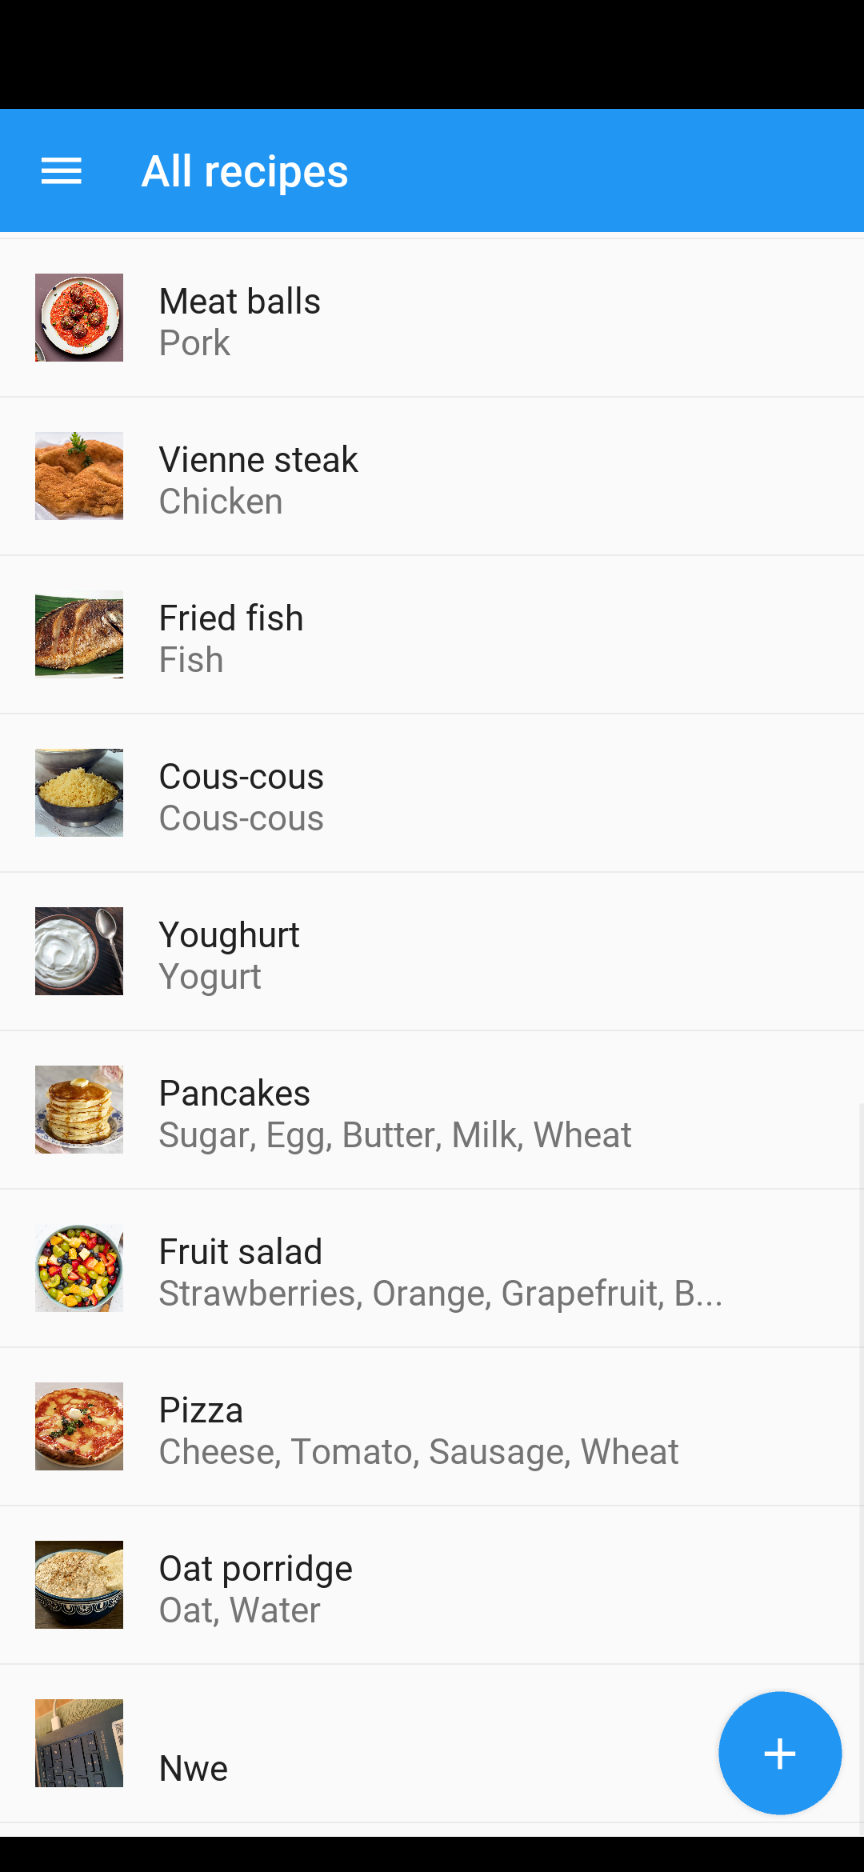 All recipes
Meat balls
Pork
Vienne steak
Chicken
Fried fish
Fish
Cous-cous
Cous-cous
Youghurt
Yogurt
Pancakes
Sugar, Egg, Butter, Milk, Wheat
Fruit salad
Strawberries, Orange, Grapefruit, B...
Pizza
Cheese, Tomato, Sausage, Wheat
Oat porridge
Oat, Water
Nwe